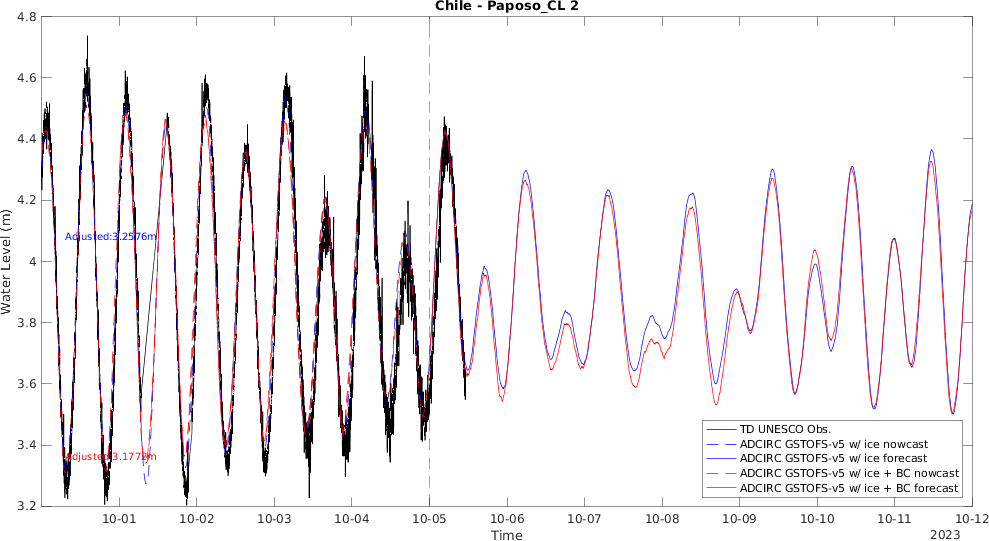 Chile - Paposo_CL 2
4.8
4.6
4.4
4.2
4
3.8
3.6
3.4
3.2
Water Level (m)
Adjusted:3.2576m
Adjusted:3.1772m
TD UNESCO Obs.
ADCIRC GSTOFS-v5 w/ ice nowcast
ADCIRC GSTOFS-v5 w/ ice forecast
ADCIRC GSTOFS-v5 w/ ice + BC nowcast
ADCIRC GSTOFS-v5 w/ ice + BC forecast
10-01 10-02 10-03 10-04 10-05 10-06 10-07 10-08 10-09 10-10 10-11 10-12
Time
2023